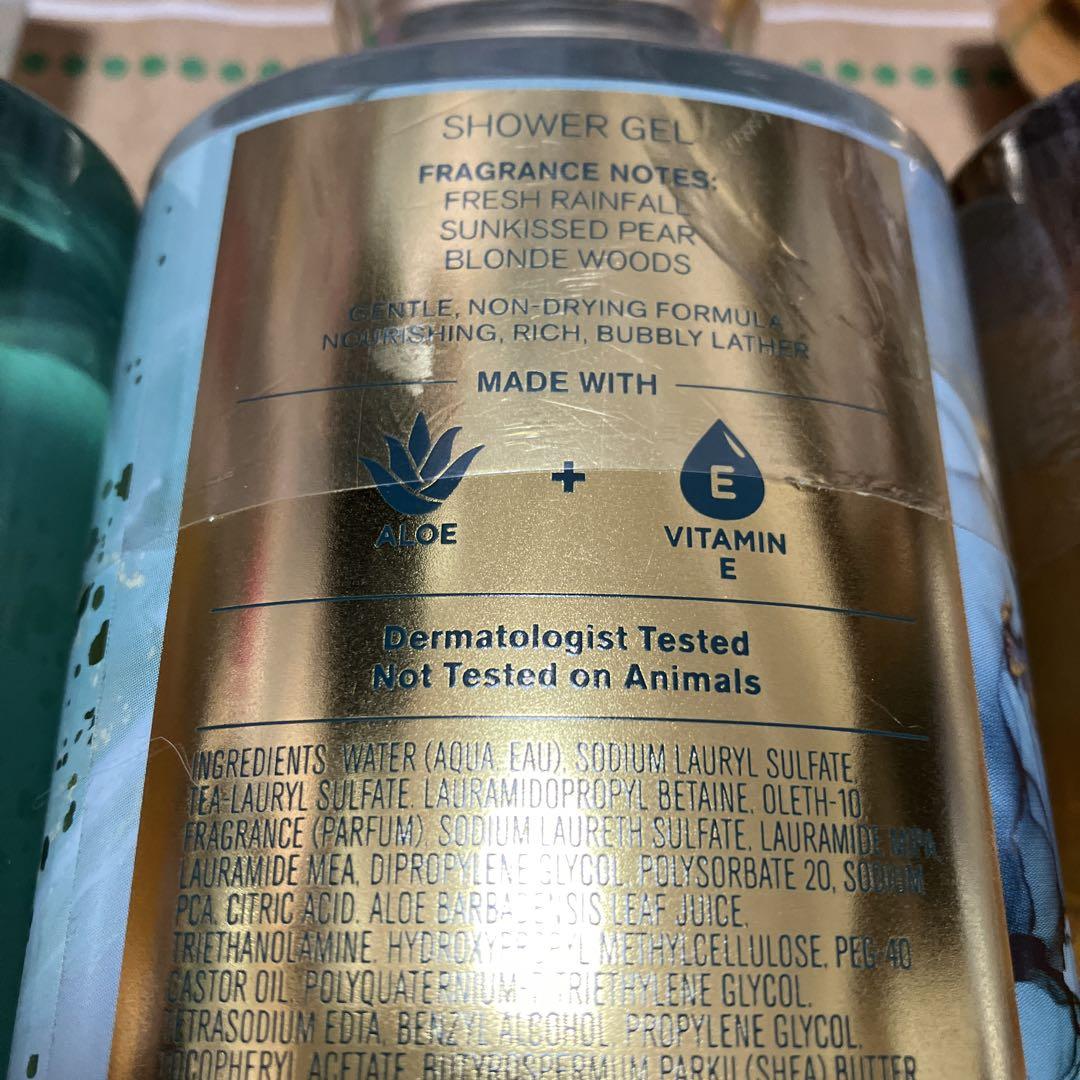 SHOWER GEL
FRAGRANCE NOTES:
FRESH RAINFALL
SUNKISSED PEAR
BLONDE WOODS
GENTLE, NON-DRYING FORMULA
NOURISHING, RICH, BUBBLY LATHER
MADE WITH
ALOE
+
E
VITAMIN
E
Dermatologist Tested
Not Tested on Animals
INGREDIENTS: WATER (AQUA, EAU), SODIUM LAURYL SULFATE,
TEA-LAURYL SULFATE, LAURAMIDOPROPYL BETAINE, OLETH-10,
FRAGRANCE (PARFUM), SODIUM LAURETH SULFATE, LAURAMIDE MIPA,
LAURAMIDE MEA, DIPROPYLENE GLYCOL, POLYSORBATE 20, SODIUM
PCA, CITRIC ACID, ALOE BARBADENSIS LEAF JUICE,
TRIETHANOLAMINE, HYDROXYPROPYL METHYLCELLULOSE, PEG-40
CASTOR OIL, TRIETHYLENE GLYCOL,
TETRASODIUM EDTA, BENZYL ALCOHOL, PROPYLENE GLYCOL,
TOCOPHERYL ACETATE, BUTYROSPERMUM PARKII (SHEA) BUTTER